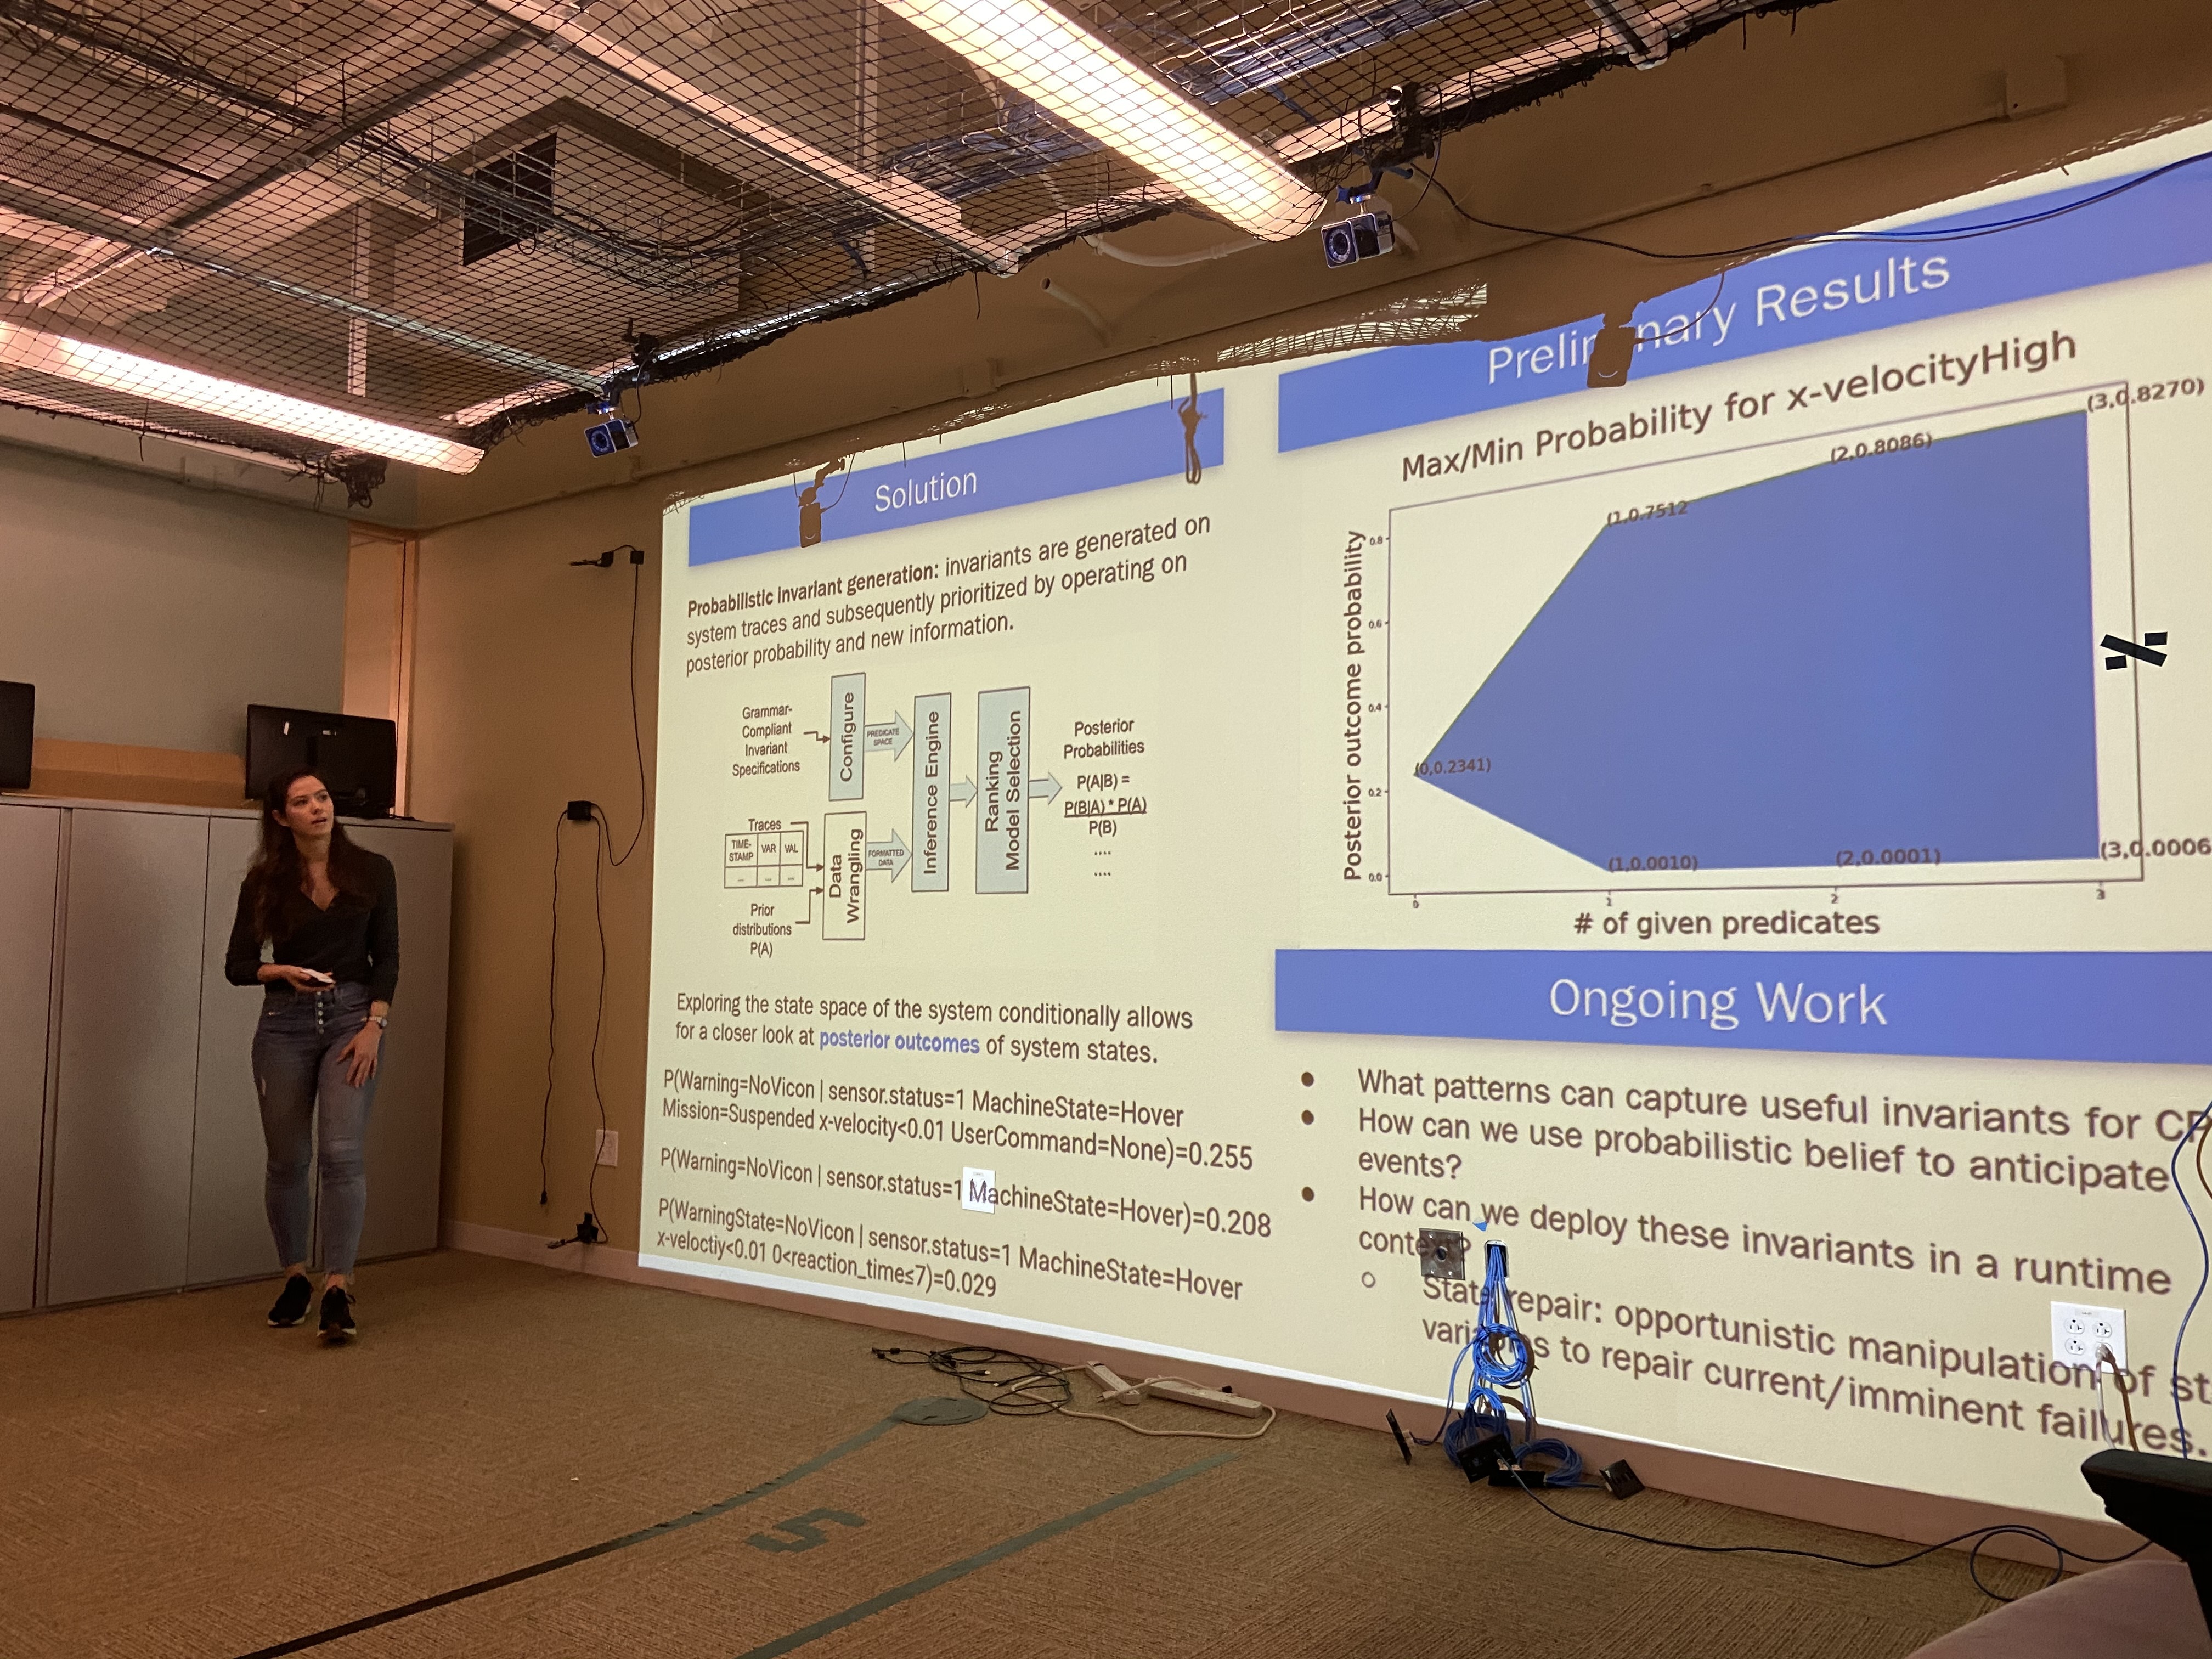 Solution
Probabilistic invariant generation: invariants are generated on
system traces and subsequently prioritized by operating on
posterior probability and new information.
Grammar-
Compliant
Invariant
Specifications
Configure
PREDICATE
SPACE
Traces
TIME-
STAMP
VAR
VAL
...
...
...
Prior
distributions
P(A)
Data
Wrangling
FORMATTED
DATA
Inference Engine
Ranking
Model Selection
Posterior
Probabilities
P(A|B) =
P(B|A) * P(A)
P(B)
....
....
Exploring the state space of the system conditionally allows
for a closer look at posterior outcomes of system states.
P(Warning=NoVicon | sensor.status=1 MachineState=Hover
Mission=Suspended x-velocity<0.01 UserCommand=None)=0.255
P(Warning=NoVicon | sensor.status=1 MachineState=Hover)=0.208
P(WarningState=NoVicon | sensor.status=1 MachineState=Hover
x-veloctiy<0.01 0<reaction_time≤7)=0.029
Results
Max/Min Probability for x-velocityHigh
Posterior outcome probability
0.8
0.6
0.4
0.2
0.0
(0,0.2341)
(1,0.7512
(2,0.8086)
(3,0.8270)
(1,0.0010)
(2,0.0001)
(3,0.0006
0
1
2
3
# of given predicates
Ongoing Work
• What patterns can capture useful invariants for
• How can we use probabilistic belief to anticipate
events?
• How can we deploy these invariants in a runtime
○ State repair: opportunistic manipulation of
to repair current/imminent failures.
5